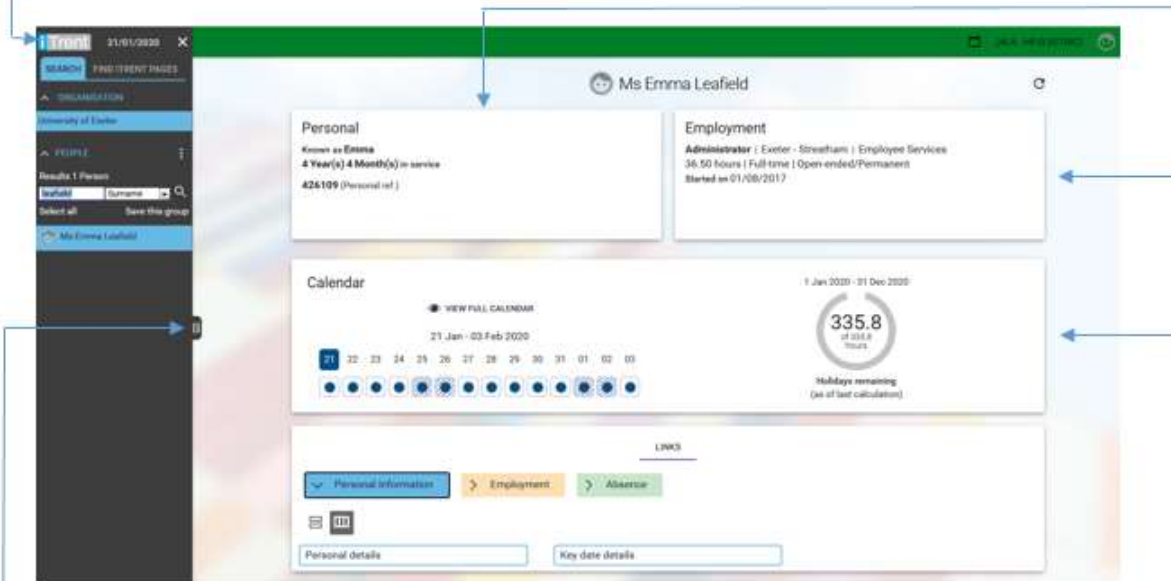 iTrent 21/01/2020 X
SEARCH FIND ITRENT PAGES
ORGANISATION
University of Exeter
PEOPLE
Results 1 Person
leafield Surname
Select all Save this group
Ms Emma Leafield
Ms Emma Leafield
Personal
Known as Emma
4 Year(s) 4 Month(s) in service
426109 (Personal ref.)
Employment
Administrator | Exeter - Streatham | Employee Services
36.50 hours | Full-time | Open-ended/Permanent
Started on 01/08/2017
Calendar
VIEW FULL CALENDAR
21 Jan - 03 Feb 2020
21 22 23 24 25 26 27 28 29 30 31 01 02 03
1 Jan 2020 - 31 Dec 2020
335.8
of 335.8
hours
Holidays remaining
(as of last calculation)
LINKS
Personal Information Employment Absence
Personal details Key date details